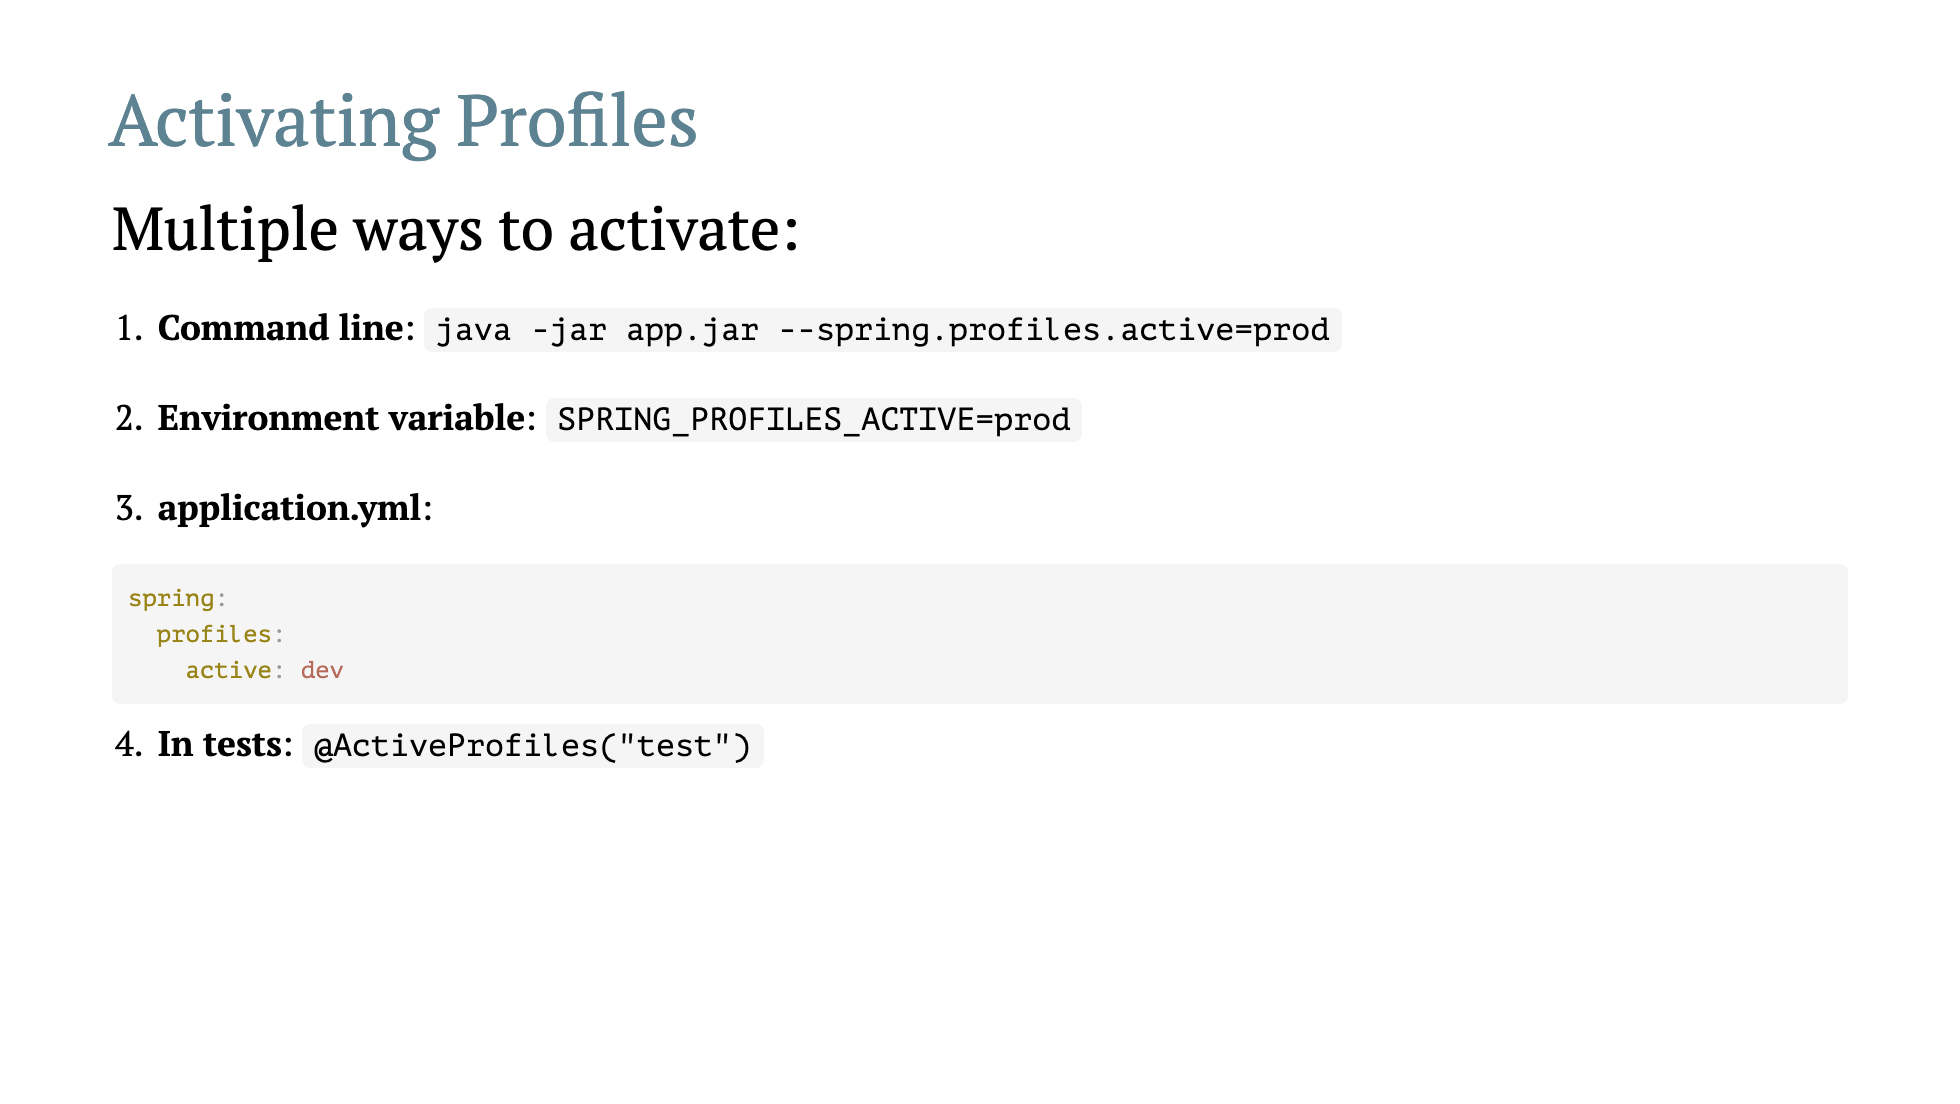 Activating Profiles
Multiple ways to activate:
1. Command line: java -jar app.jar --spring.profiles.active=prod
2. Environment variable: SPRING_PROFILES_ACTIVE=prod
3. application.yml:
spring:
  profiles:
    active: dev
4. In tests: @ActiveProfiles("test")